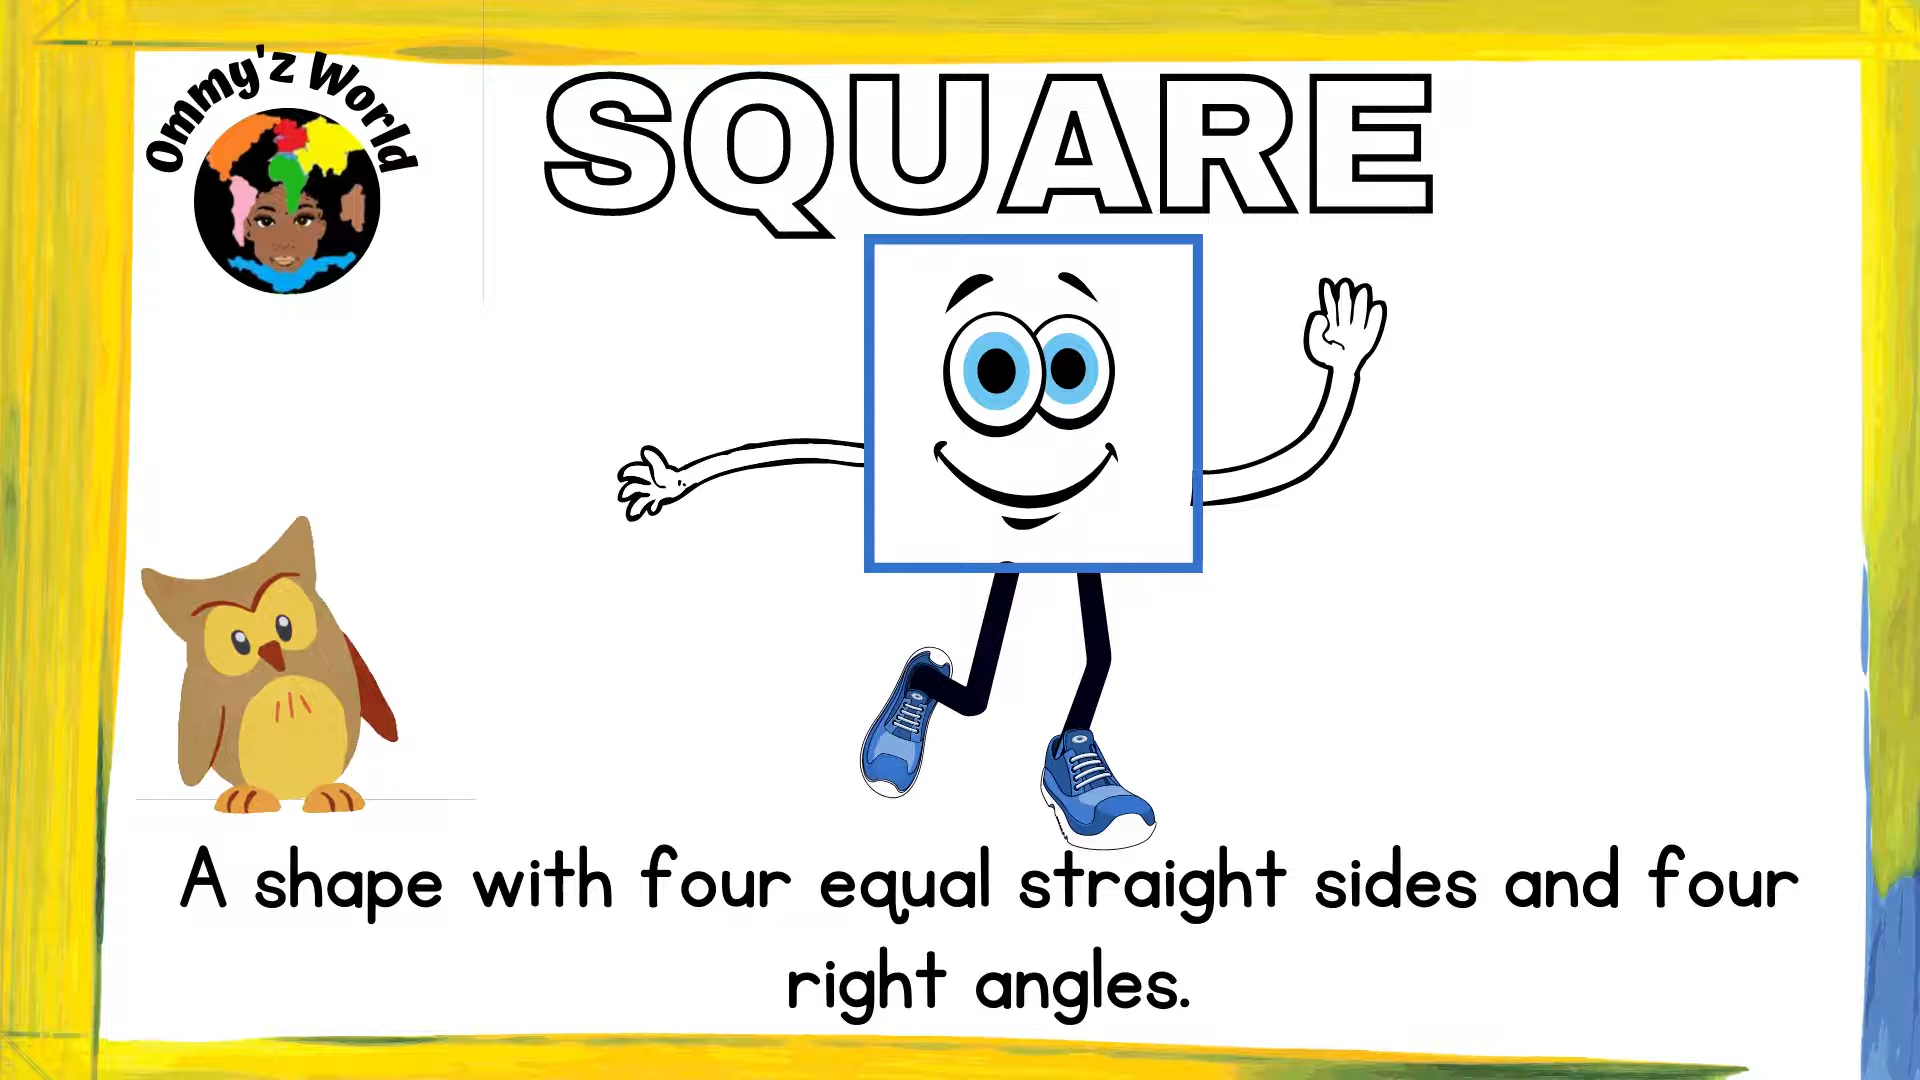 Ommy'z World
SQUARE
A shape with four equal straight sides and four
right angles.